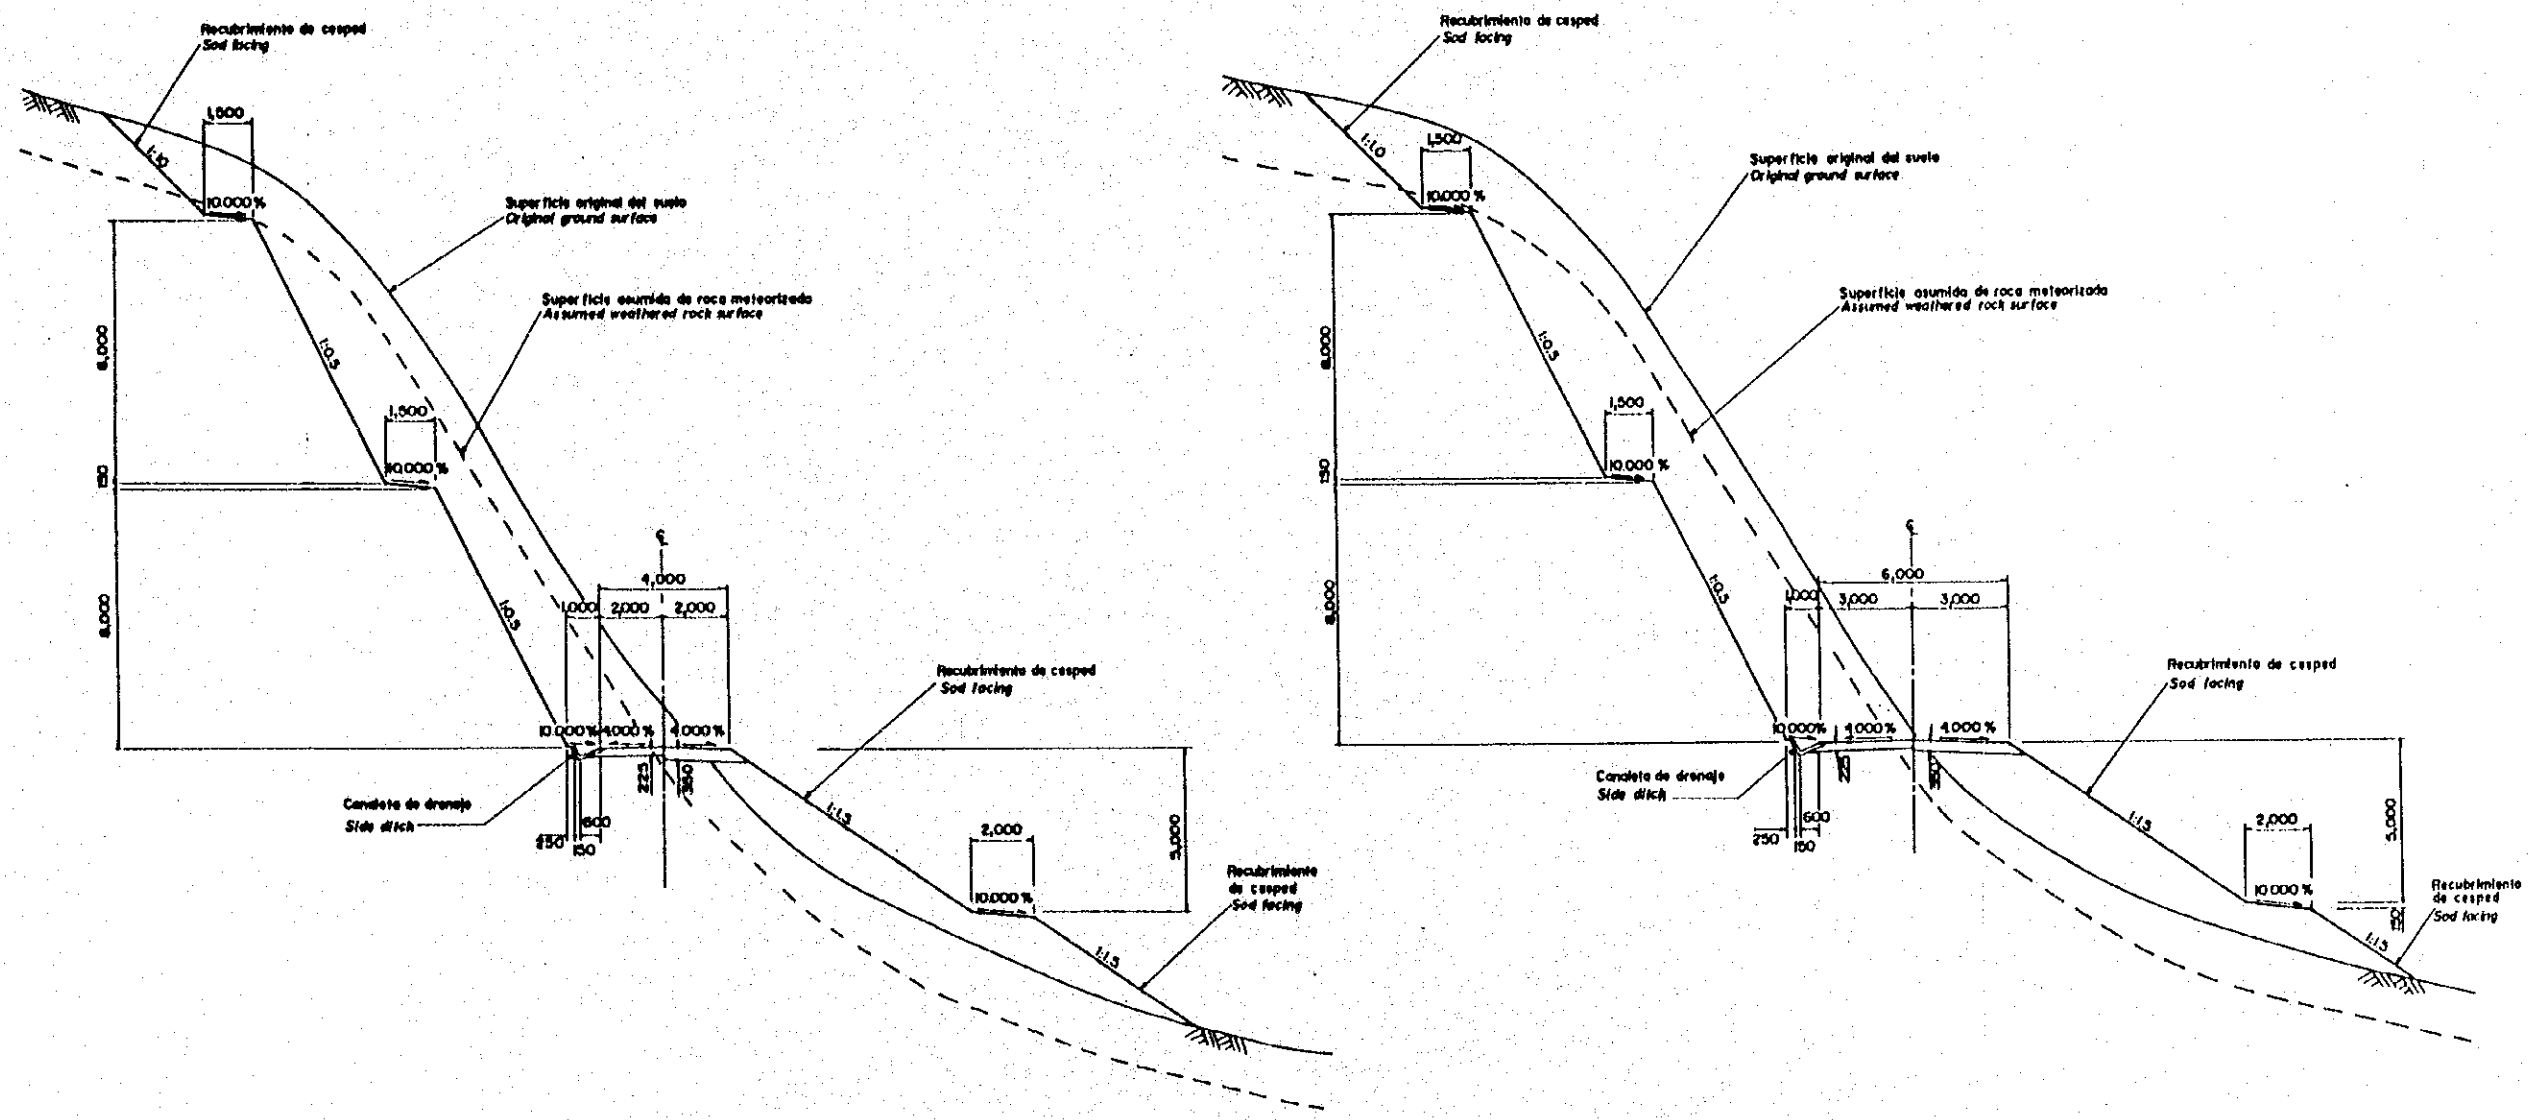 Recubrimiento de cesped
Sod facing
1,500
1:1.0
10.000 %
Superficie original del suelo
Original ground surface
Superficie asumida de roca meteorizada
Assumed weathered rock surface
8,000
1:0.5
1,500
10.000 %
150
℄
4,000
1,000
2,000
2,000
8,000
1:0.5
Recubrimiento de cesped
Sod facing
10.000 %
4.000 %
4.000 %
225
350
Canaleta de drenaje
Side ditch
600
250
150
1:1.5
2,000
5,000
10.000 %
Recubrimiento
de cesped
Sod facing
1:1.5
Recubrimiento de cesped
Sod facing
1,500
1:1.0
10.000 %
Superficie original del suelo
Original ground surface
Superficie asumida de roca meteorizada
Assumed weathered rock surface
8,000
1:0.5
1,500
10.000 %
150
℄
6,000
1,000
3,000
3,000
8,000
1:0.5
Recubrimiento de cesped
Sod facing
10.000 %
4.000 %
4.000 %
225
350
Canaleta de drenaje
Side ditch
600
250
150
1:1.5
2,000
5,000
10.000 %
150
Recubrimiento
de cesped
Sod facing
1:1.5